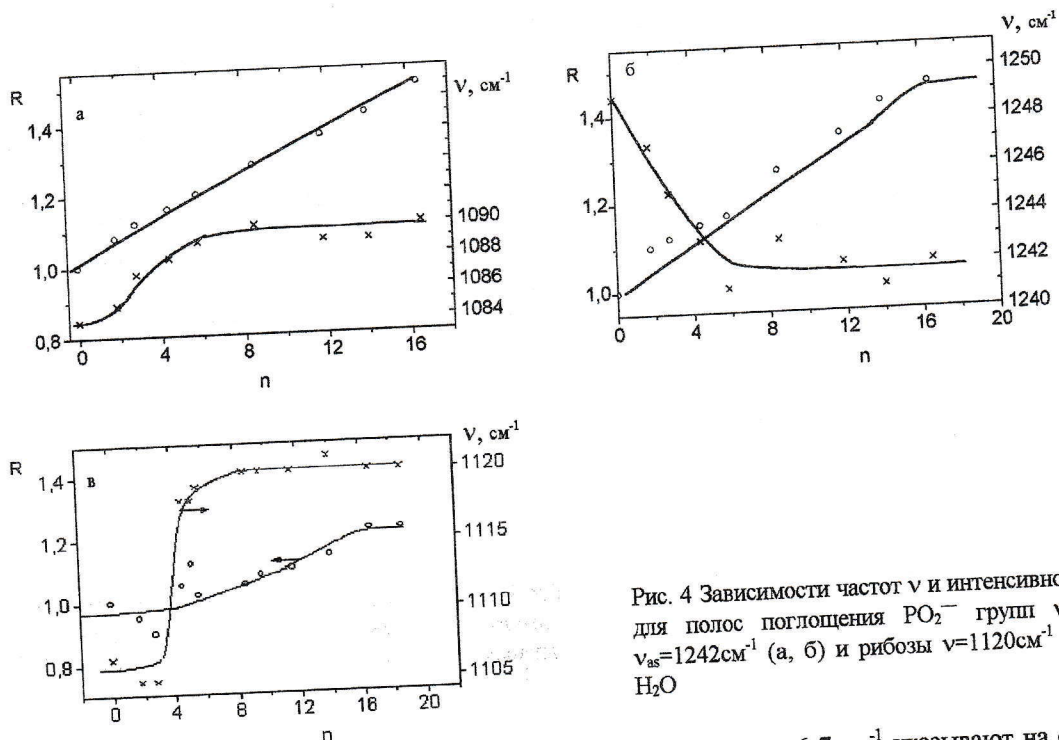 ν, см⁻¹
R
а
ν, см⁻¹
1,4
1,2
1,0
0,8
1090
1088
1086
1084
0 4 8 12 16
n
R
б
1,4
1,2
1,0
1250
1248
1246
1244
1242
1240
0 4 8 12 16 20
n
R
в
ν, см⁻¹
1,4
1,2
1,0
0,8
1120
1115
1110
1105
0 4 8 12 16 20
n
Рис. 4 Зависимости частот ν и интенсивно
для полос поглощения PO₂⁻ групп
νas=1242см⁻¹ (а, б) и рибозы ν=1120см⁻¹
H₂O
указывают на